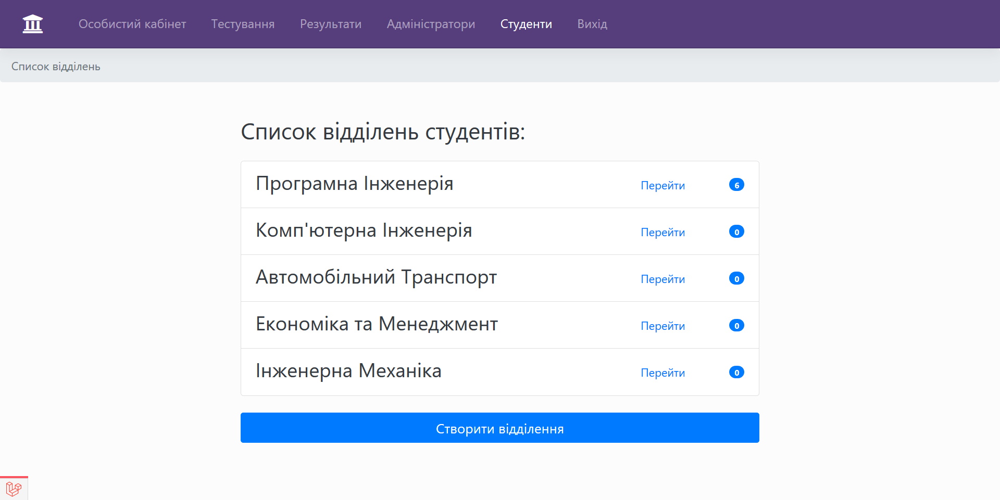 Особистий кабінет Тестування Результати Адміністратори Студенти Вихід
Список відділень
Список відділень студентів:
Програмна Інженерія Перейти 6
Комп'ютерна Інженерія Перейти 0
Автомобільний Транспорт Перейти 0
Економіка та Менеджмент Перейти 0
Інженерна Механіка Перейти 0
Створити відділення